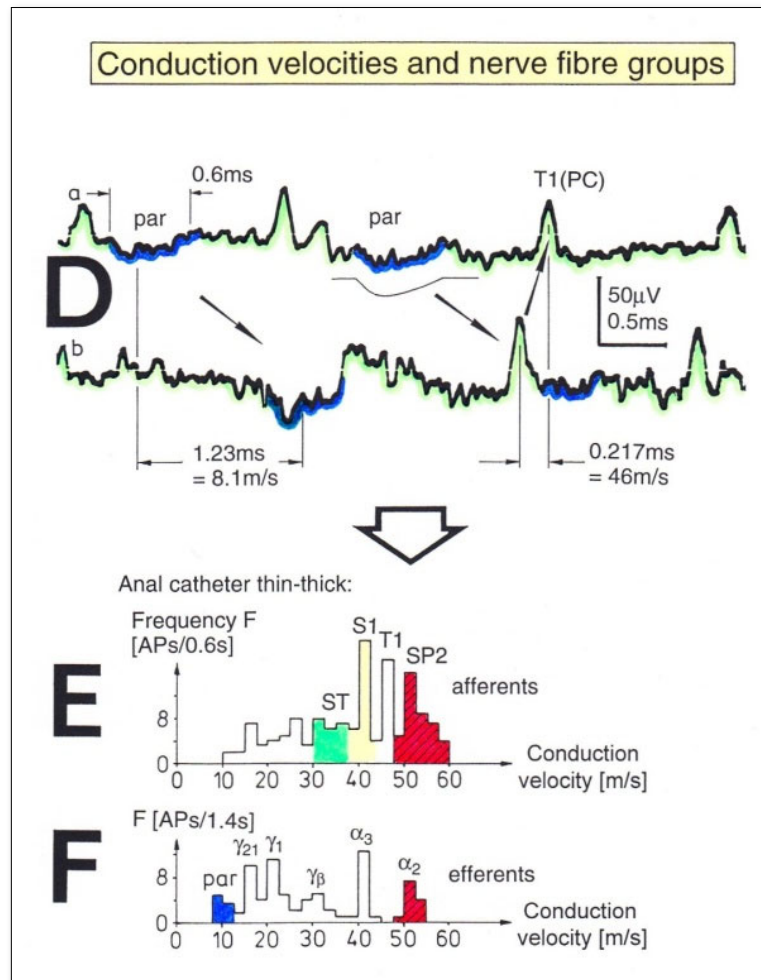 Conduction velocities and nerve fibre groups
a
0.6ms
par
par
T1(PC)
D
50μV
0.5ms
b
1.23ms
= 8.1m/s
0.217ms
= 46m/s
Anal catheter thin-thick:
E
Frequency F
[APs/0.6s]
8
ST
S1
T1
SP2
afferents
0 10 20 30 40 50 60
Conduction
velocity [m/s]
F
F [APs/1.4s]
8
par
γ21
γ1
γβ
α3
α2
efferents
0 10 20 30 40 50 60
Conduction
velocity [m/s]